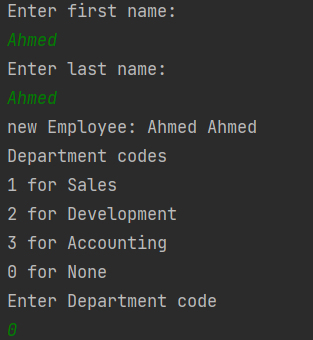 Enter first name:
Ahmed
Enter last name:
Ahmed
new Employee: Ahmed Ahmed
Department codes
1 for Sales
2 for Development
3 for Accounting
0 for None
Enter Department code
0